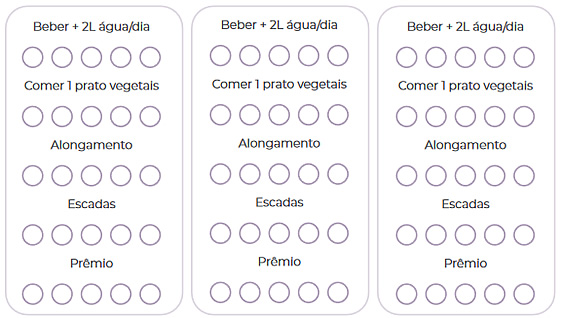 Beber + 2L água/dia
Comer 1 prato vegetais
Alongamento
Escadas
Prêmio
Beber + 2L água/dia
Comer 1 prato vegetais
Alongamento
Escadas
Prêmio
Beber + 2L água/dia
Comer 1 prato vegetais
Alongamento
Escadas
Prêmio